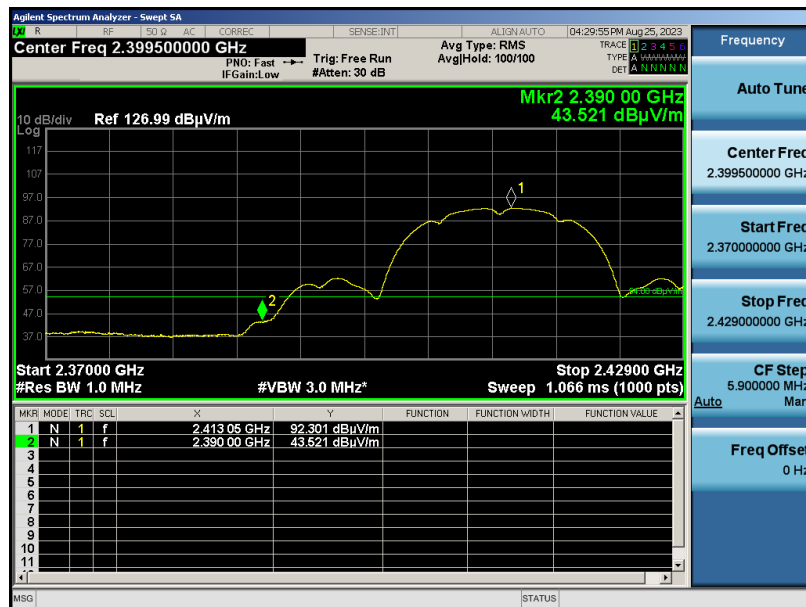 Agilent Spectrum Analyzer - Swept SA
LXI R RF 50 Ω AC CORREC SENSE:INT ALIGN AUTO 04:29:55 PM Aug 25, 2023
Center Freq 2.399500000 GHz
PNO: Fast
IFGain:Low
Trig: Free Run
#Atten: 30 dB
Avg Type: RMS
Avg|Hold: 100/100
TRACE 1 2 3 4 5 6
TYPE A WWWWW
DET A N N N N N
Mkr2 2.390 00 GHz
43.521 dBµV/m
10 dB/div Ref 126.99 dBµV/m
Log
117
107
97.0
87.0
77.0
67.0
57.0
47.0
37.0
1
2
54.00 dBµV/m
Start 2.37000 GHz Stop 2.42900 GHz
#Res BW 1.0 MHz #VBW 3.0 MHz* Sweep 1.066 ms (1000 pts)
MKR MODE TRC SCL X Y FUNCTION FUNCTION WIDTH FUNCTION VALUE
1 N 1 f 2.413 05 GHz 92.301 dBµV/m
2 N 1 f 2.390 00 GHz 43.521 dBµV/m
3
4
5
6
7
8
9
10
11
MSG STATUS
Frequency
Auto Tune
Center Freq
2.399500000 GHz
Start Freq
2.370000000 GHz
Stop Freq
2.429000000 GHz
CF Step
5.900000 MHz
Auto Man
Freq Offset
0 Hz